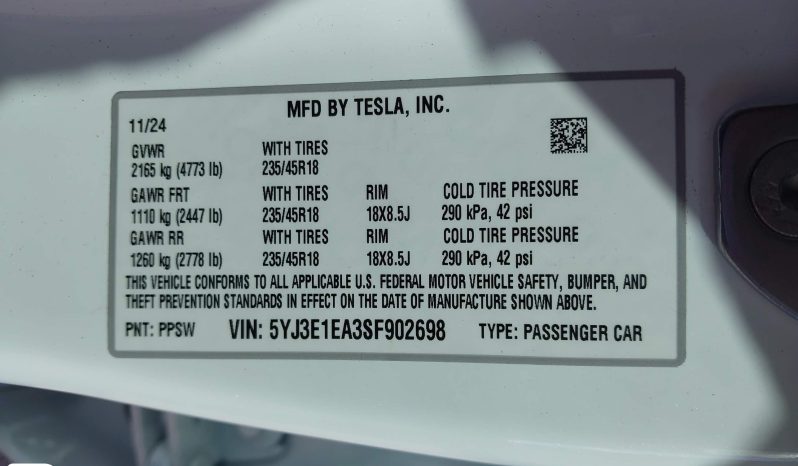 MFD BY TESLA, INC.
11/24
GVWR WITH TIRES
2165 kg (4773 lb) 235/45R18
GAWR FRT WITH TIRES RIM COLD TIRE PRESSURE
1110 kg (2447 lb) 235/45R18 18X8.5J 290 kPa, 42 psi
GAWR RR WITH TIRES RIM COLD TIRE PRESSURE
1260 kg (2778 lb) 235/45R18 18X8.5J 290 kPa, 42 psi
THIS VEHICLE CONFORMS TO ALL APPLICABLE U.S. FEDERAL MOTOR VEHICLE SAFETY, BUMPER, AND
THEFT PREVENTION STANDARDS IN EFFECT ON THE DATE OF MANUFACTURE SHOWN ABOVE.
PNT: PPSW VIN: 5YJ3E1EA3SF902698 TYPE: PASSENGER CAR